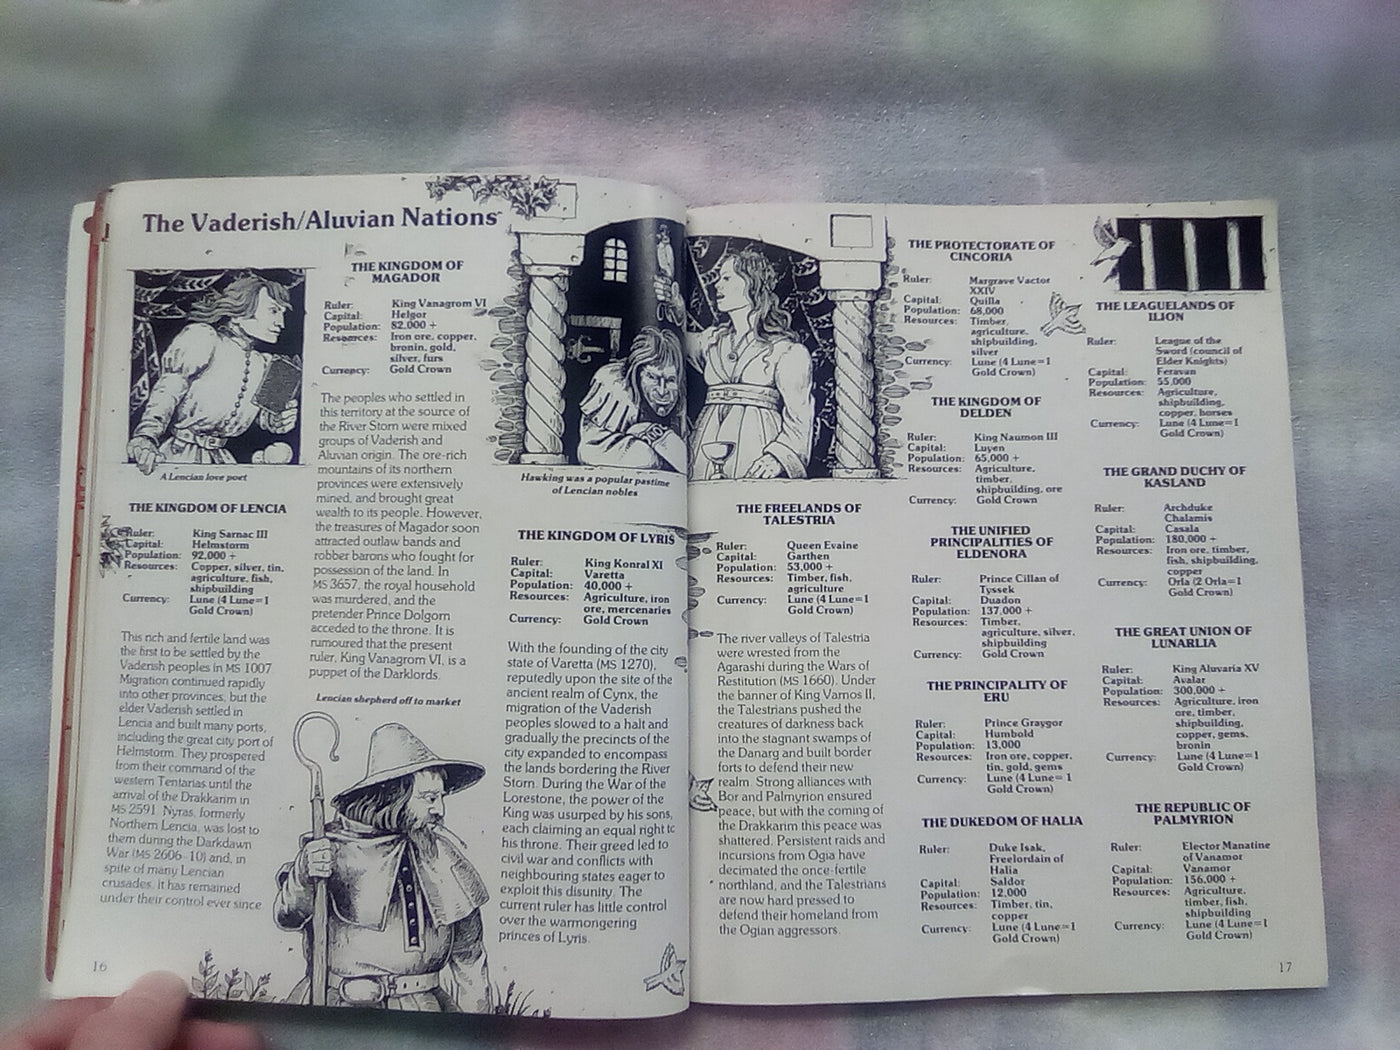 The Vaderish/Aluvian Nations
A Lencian love poet
THE KINGDOM OF LENCIA
Ruler: King Sarnac III
Capital: Helmstorm
Population: 92,000 +
Resources: Copper, silver, tin,
agriculture, fish,
shipbuilding
Currency: Lune (4 Lune=1
Gold Crown)
This rich and fertile land was
the first to be settled by the
Vaderish peoples in MS 1007.
Migration continued rapidly
into other provinces, but the
elder Vaderish settled in
Lencia and built many ports,
including the great city port of
Helmstorm. They prospered
from their command of the
western Tentarias until the
arrival of the Drakkarim in
MS 2591. Nyras, formerly
Northern Lencia, was lost to
them during the Darkdawn
War (MS 2606-10) and, in
spite of many Lencian
crusades, it has remained
under their control ever since.
THE KINGDOM OF
MAGADOR
Ruler: King Vanagrom VI
Capital: Helgor
Population: 82,000 +
Resources: Iron ore, copper,
bronin, gold,
silver, furs
Currency: Gold Crown
The peoples who settled in
this territory at the source of
the River Storn were mixed
groups of Vaderish and
Aluvian origin. The ore-rich
mountains of its northern
provinces were extensively
mined, and brought great
wealth to its people. However,
the treasures of Magador soon
attracted outlaw bands and
robber barons who fought for
possession of the land. In
MS 3657, the royal household
was murdered, and the
pretender Prince Dolgorn
acceded to the throne. It is
rumoured that the present
ruler, King Vanagrom VI, is a
puppet of the Darklords.
Lencian shepherd off to market
Hawking was a popular pastime
of Lencian nobles
THE KINGDOM OF LYRIS
Ruler: King Konral XI
Capital: Varetta
Population: 40,000 +
Resources: Agriculture, iron
ore, mercenaries
Currency: Gold Crown
With the founding of the city
state of Varetta (MS 1270),
reputedly upon the site of the
ancient realm of Cynx, the
migration of the Vaderish
peoples slowed to a halt and
gradually the precincts of the
city expanded to encompass
the lands bordering the River
Storn. During the War of the
Lorestone, the power of the
King was usurped by his sons,
each claiming an equal right to
his throne. Their greed led to
civil war and conflicts with
neighbouring states eager to
exploit this disunity. The
current ruler has little control
over the warmongering
princes of Lyris.
16
THE FREELANDS OF
TALESTRIA
Ruler: Queen Evaine
Capital: Garthen
Population: 53,000 +
Resources: Timber, fish,
agriculture
Currency: Lune (4 Lune=1
Gold Crown)
The river valleys of Talestria
were wrested from the
Agarashi during the Wars of
Restitution (MS 1660). Under
the banner of King Varnos II,
the Talestrians pushed the
creatures of darkness back
into the stagnant swamps of
the Danarg and built border
forts to defend their new
realm. Strong alliances with
Bor and Palmyrion ensured
peace, but with the coming of
the Drakkarim this peace was
shattered. Persistent raids and
incursions from Ogia have
decimated the once-fertile
northland, and the Talestrians
are now hard pressed to
defend their homeland from
the Ogian aggressors.
THE PROTECTORATE OF
CINCORIA
Ruler: Margrave Vactor
XXIV
Capital: Quilla
Population: 68,000
Resources: Timber,
agriculture,
shipbuilding,
silver
Currency: Lune (4 Lune=1
Gold Crown)
THE KINGDOM OF
DELDEN
Ruler: King Naumon III
Capital: Luyen
Population: 65,000 +
Resources: Agriculture,
timber,
shipbuilding, ore
Currency: Gold Crown
THE UNIFIED
PRINCIPALITIES OF
ELDENORA
Ruler: Prince Cillan of
Tyssek
Capital: Duadon
Population: 137,000 +
Resources: Timber,
agriculture, silver,
shipbuilding
Currency: Gold Crown
THE PRINCIPALITY OF
ERU
Ruler: Prince Graygor
Capital: Humbold
Population: 13,000
Resources: Iron ore, copper,
tin, gold, gems
Currency: Lune (4 Lune=1
Gold Crown)
THE DUKEDOM OF HALIA
Ruler: Duke Isak,
Freelordain of
Halia
Capital: Saldor
Population: 12,000
Resources: Timber, tin,
copper
Currency: Lune (4 Lune=1
Gold Crown)
THE LEAGUELANDS OF
ILION
Ruler: League of the
Sword (council of
Elder Knights)
Capital: Feravan
Population: 55,000
Resources: Agriculture,
shipbuilding,
copper, horses
Currency: Lune (4 Lune=1
Gold Crown)
THE GRAND DUCHY OF
KASLAND
Ruler: Archduke
Chalamis
Capital: Casala
Population: 180,000 +
Resources: Iron ore, timber,
fish, shipbuilding,
copper
Currency: Orla (2 Orla=1
Gold Crown)
THE GREAT UNION OF
LUNARLIA
Ruler: King Aluvaria XV
Capital: Avalar
Population: 300,000 +
Resources: Agriculture, iron
ore, timber,
shipbuilding,
copper, gems,
bronin
Currency: Lune (4 Lune=1
Gold Crown)
THE REPUBLIC OF
PALMYRION
Ruler: Elector Manatine
of Vanamor
Capital: Vanamor
Population: 156,000 +
Resources: Agriculture,
timber, fish,
shipbuilding
Currency: Lune (4 Lune=1
Gold Crown)
17